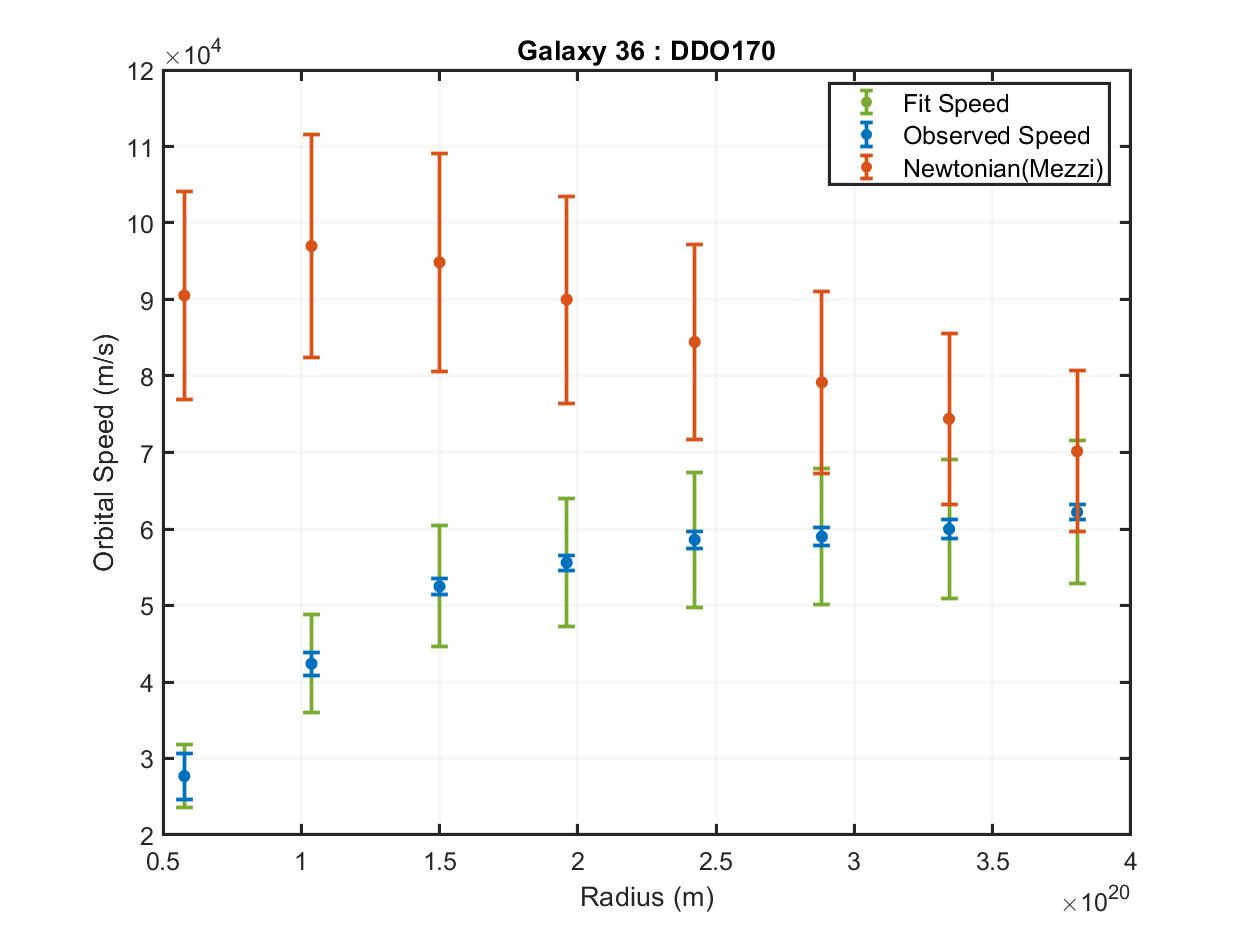 Galaxy 36 : DDO170
×10⁴
12
11
10
9
8
7
6
5
4
3
2
Orbital Speed (m/s)
Fit Speed
Observed Speed
Newtonian(Mezzi)
0.5 1 1.5 2 2.5 3 3.5 4
Radius (m)
×10²⁰